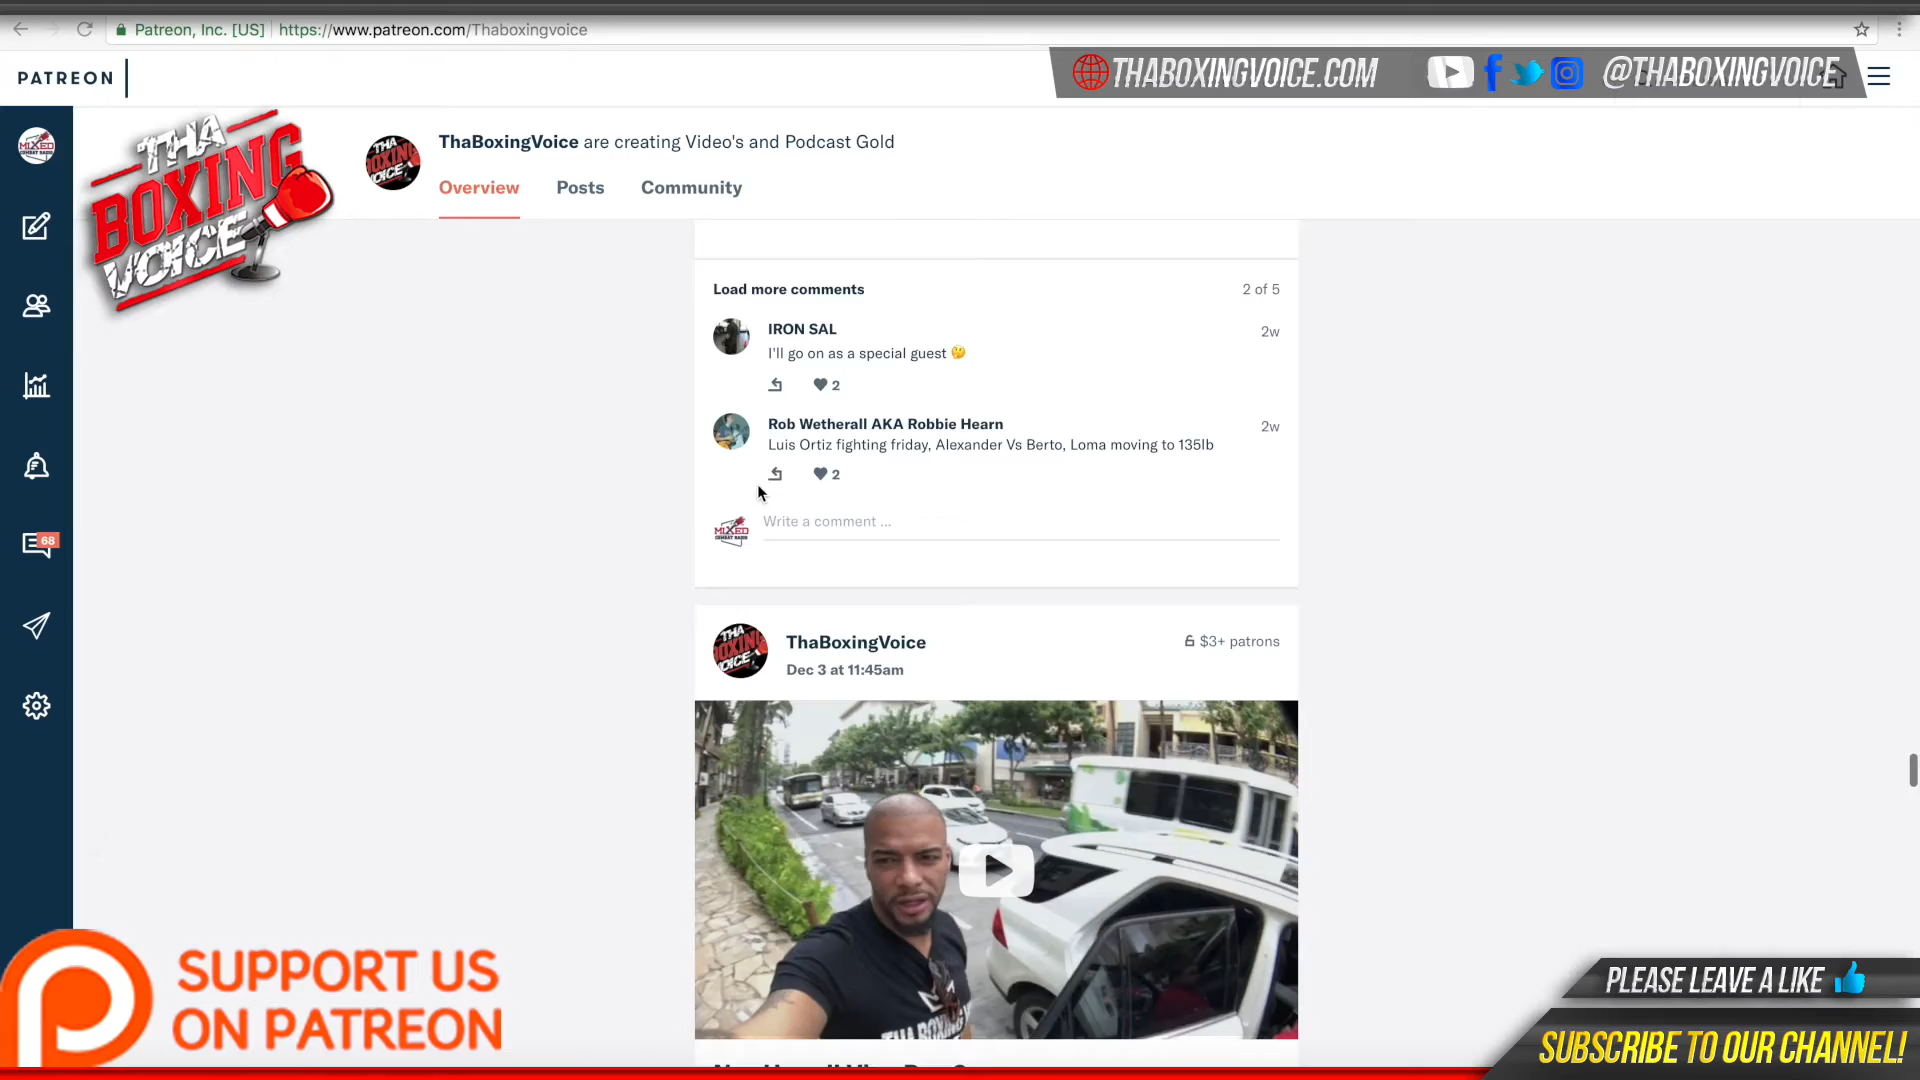 Patreon, Inc. [US] https://www.patreon.com/Thaboxingvoice
PATREON
THABOXINGVOICE.COM @THABOXINGVOICE
THA BOXING VOICE
ThaBoxingVoice are creating Video's and Podcast Gold
Overview Posts Community
Load more comments 2 of 5
IRON SAL 2w
I'll go on as a special guest 🤔
2
Rob Wetherall AKA Robbie Hearn 2w
Luis Ortiz fighting friday, Alexander Vs Berto, Loma moving to 135lb
2
MIXED COMBAT RADIO
Write a comment ...
68
ThaBoxingVoice $3+ patrons
Dec 3 at 11:45am
SUPPORT US
ON PATREON
PLEASE LEAVE A LIKE
SUBSCRIBE TO OUR CHANNEL!